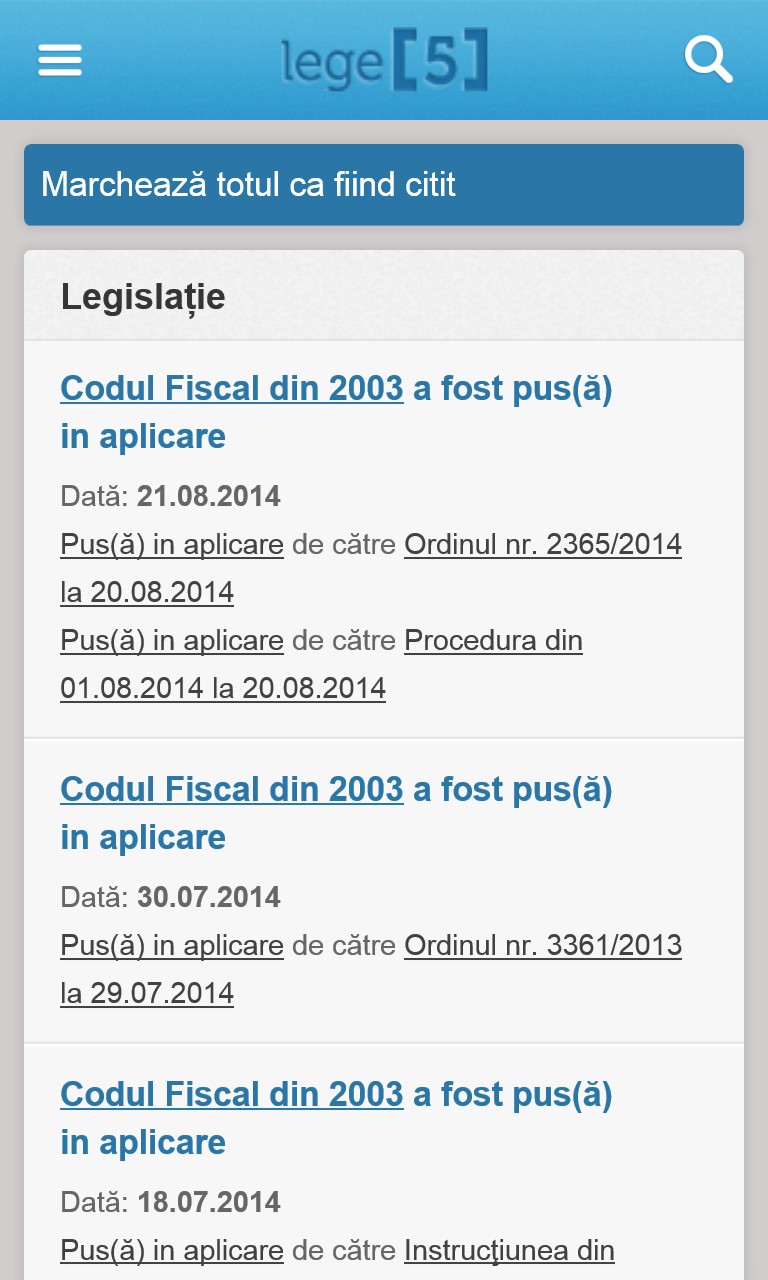 lege[5]
Marchează totul ca fiind citit
Legislație
Codul Fiscal din 2003 a fost pus(ă)
in aplicare
Dată: 21.08.2014
Pus(ă) in aplicare de către Ordinul nr. 2365/2014
la 20.08.2014
Pus(ă) in aplicare de către Procedura din
01.08.2014 la 20.08.2014
Codul Fiscal din 2003 a fost pus(ă)
in aplicare
Dată: 30.07.2014
Pus(ă) in aplicare de către Ordinul nr. 3361/2013
la 29.07.2014
Codul Fiscal din 2003 a fost pus(ă)
in aplicare
Dată: 18.07.2014
Pus(ă) in aplicare de către Instrucţiunea din